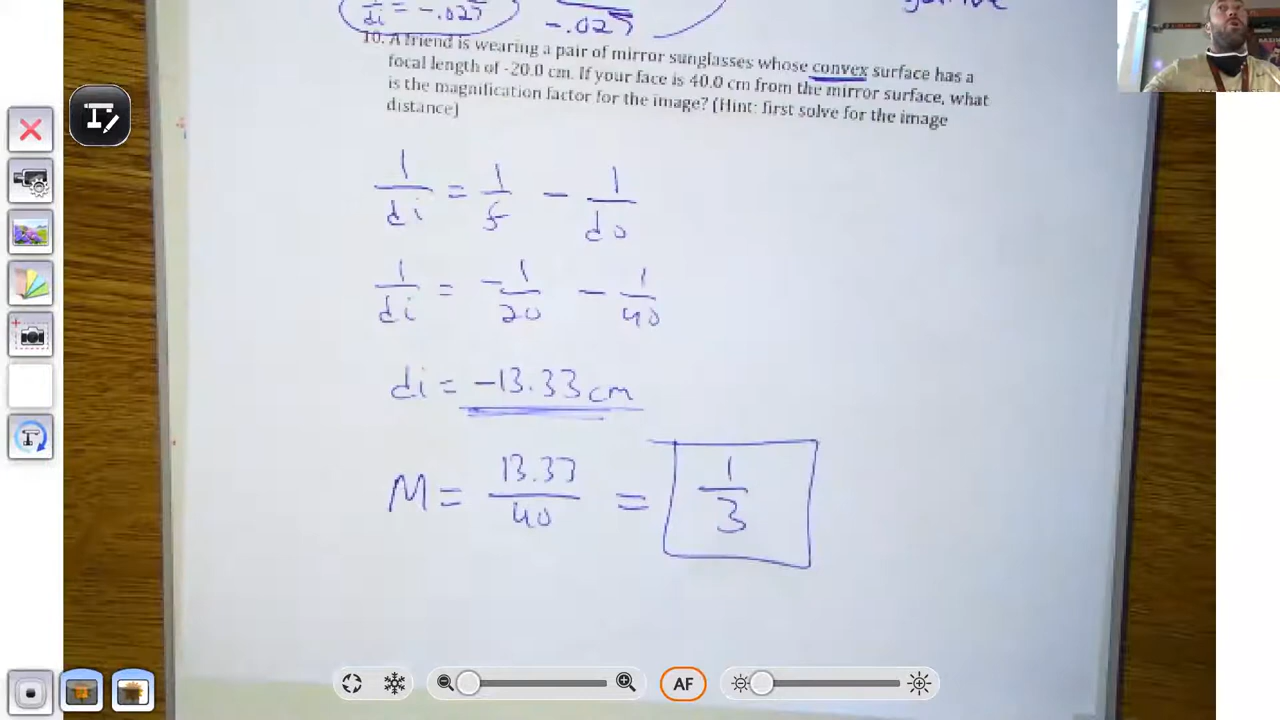 1/di = -.025 -.025
10. A friend is wearing a pair of mirror sunglasses whose convex surface has a
focal length of -20.0 cm. If your face is 40.0 cm from the mirror surface, what
is the magnification factor for the image? (Hint: first solve for the image
distance)
1/di = 1/f - 1/do
1/di = -1/20 - 1/40
di = -13.33 cm
M = 13.33/40 = 1/3
AF